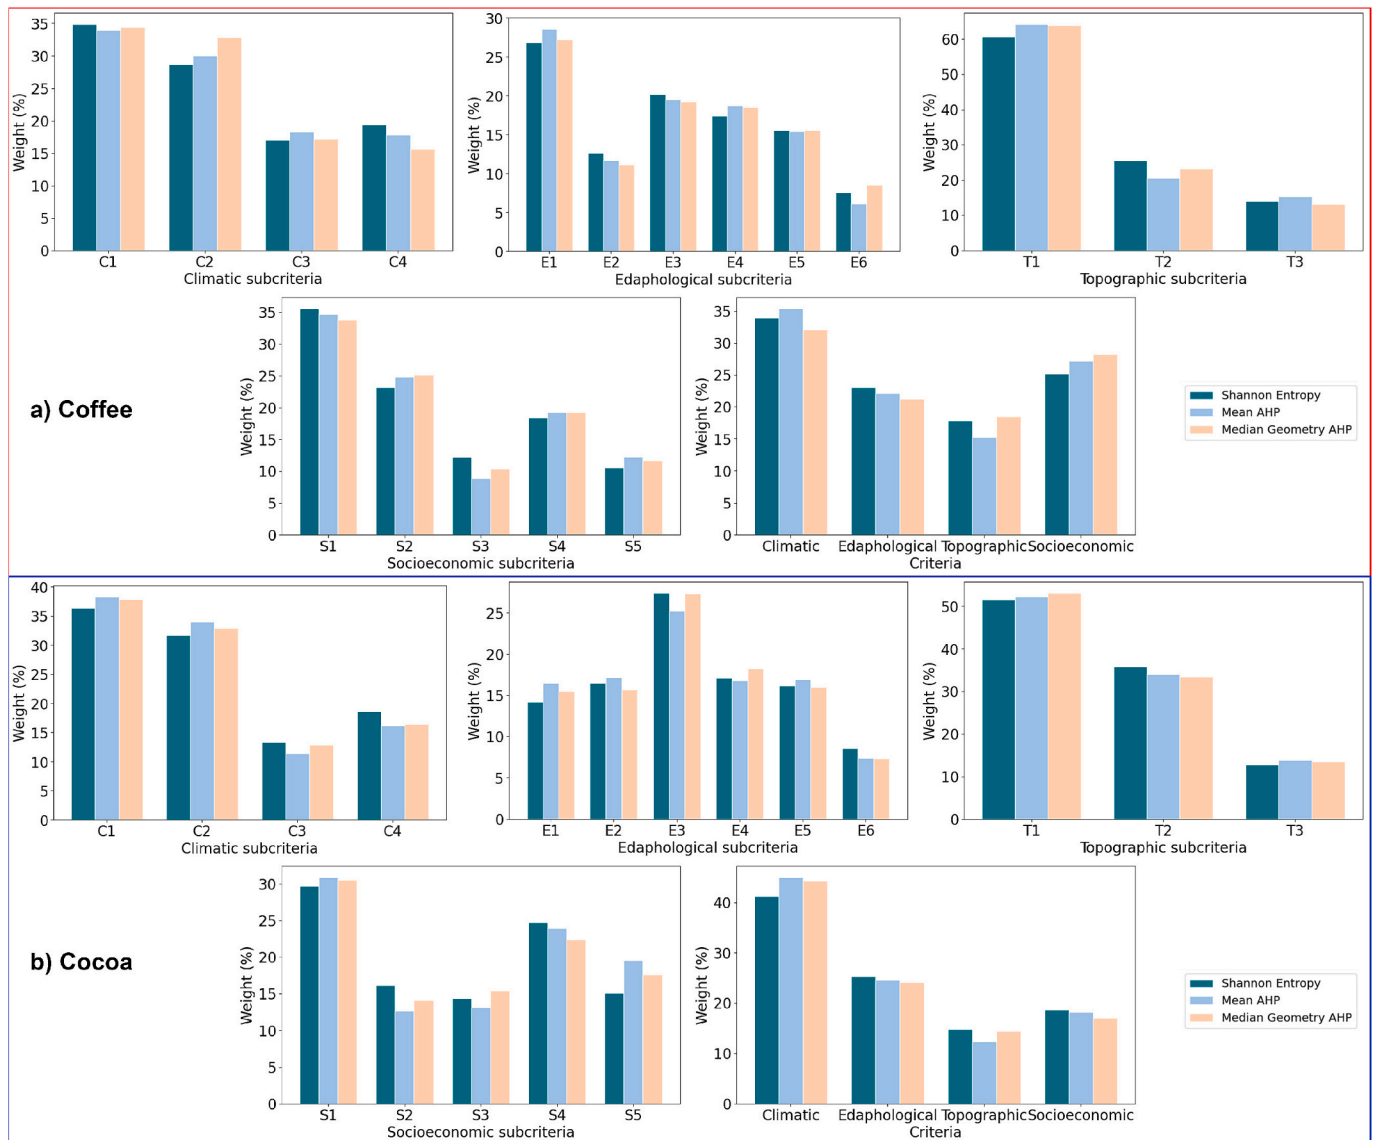 35
30
25
20
15
10
5
0
Weight (%)
C1 C2 C3 C4
Climatic subcriteria
30
25
20
15
10
5
0
Weight (%)
E1 E2 E3 E4 E5 E6
Edaphological subcriteria
60
50
40
30
20
10
0
Weight (%)
T1 T2 T3
Topographic subcriteria
a) Coffee
35
30
25
20
15
10
5
0
Weight (%)
S1 S2 S3 S4 S5
Socioeconomic subcriteria
35
30
25
20
15
10
5
0
Weight (%)
Climatic Edaphological Topographic Socioeconomic
Criteria
Shannon Entropy
Mean AHP
Median Geometry AHP
40
35
30
25
20
15
10
5
0
Weight (%)
C1 C2 C3 C4
Climatic subcriteria
25
20
15
10
5
0
Weight (%)
E1 E2 E3 E4 E5 E6
Edaphological subcriteria
50
40
30
20
10
0
Weight (%)
T1 T2 T3
Topographic subcriteria
b) Cocoa
30
25
20
15
10
5
0
Weight (%)
S1 S2 S3 S4 S5
Socioeconomic subcriteria
40
30
20
10
0
Weight (%)
Climatic Edaphological Topographic Socioeconomic
Criteria
Shannon Entropy
Mean AHP
Median Geometry AHP